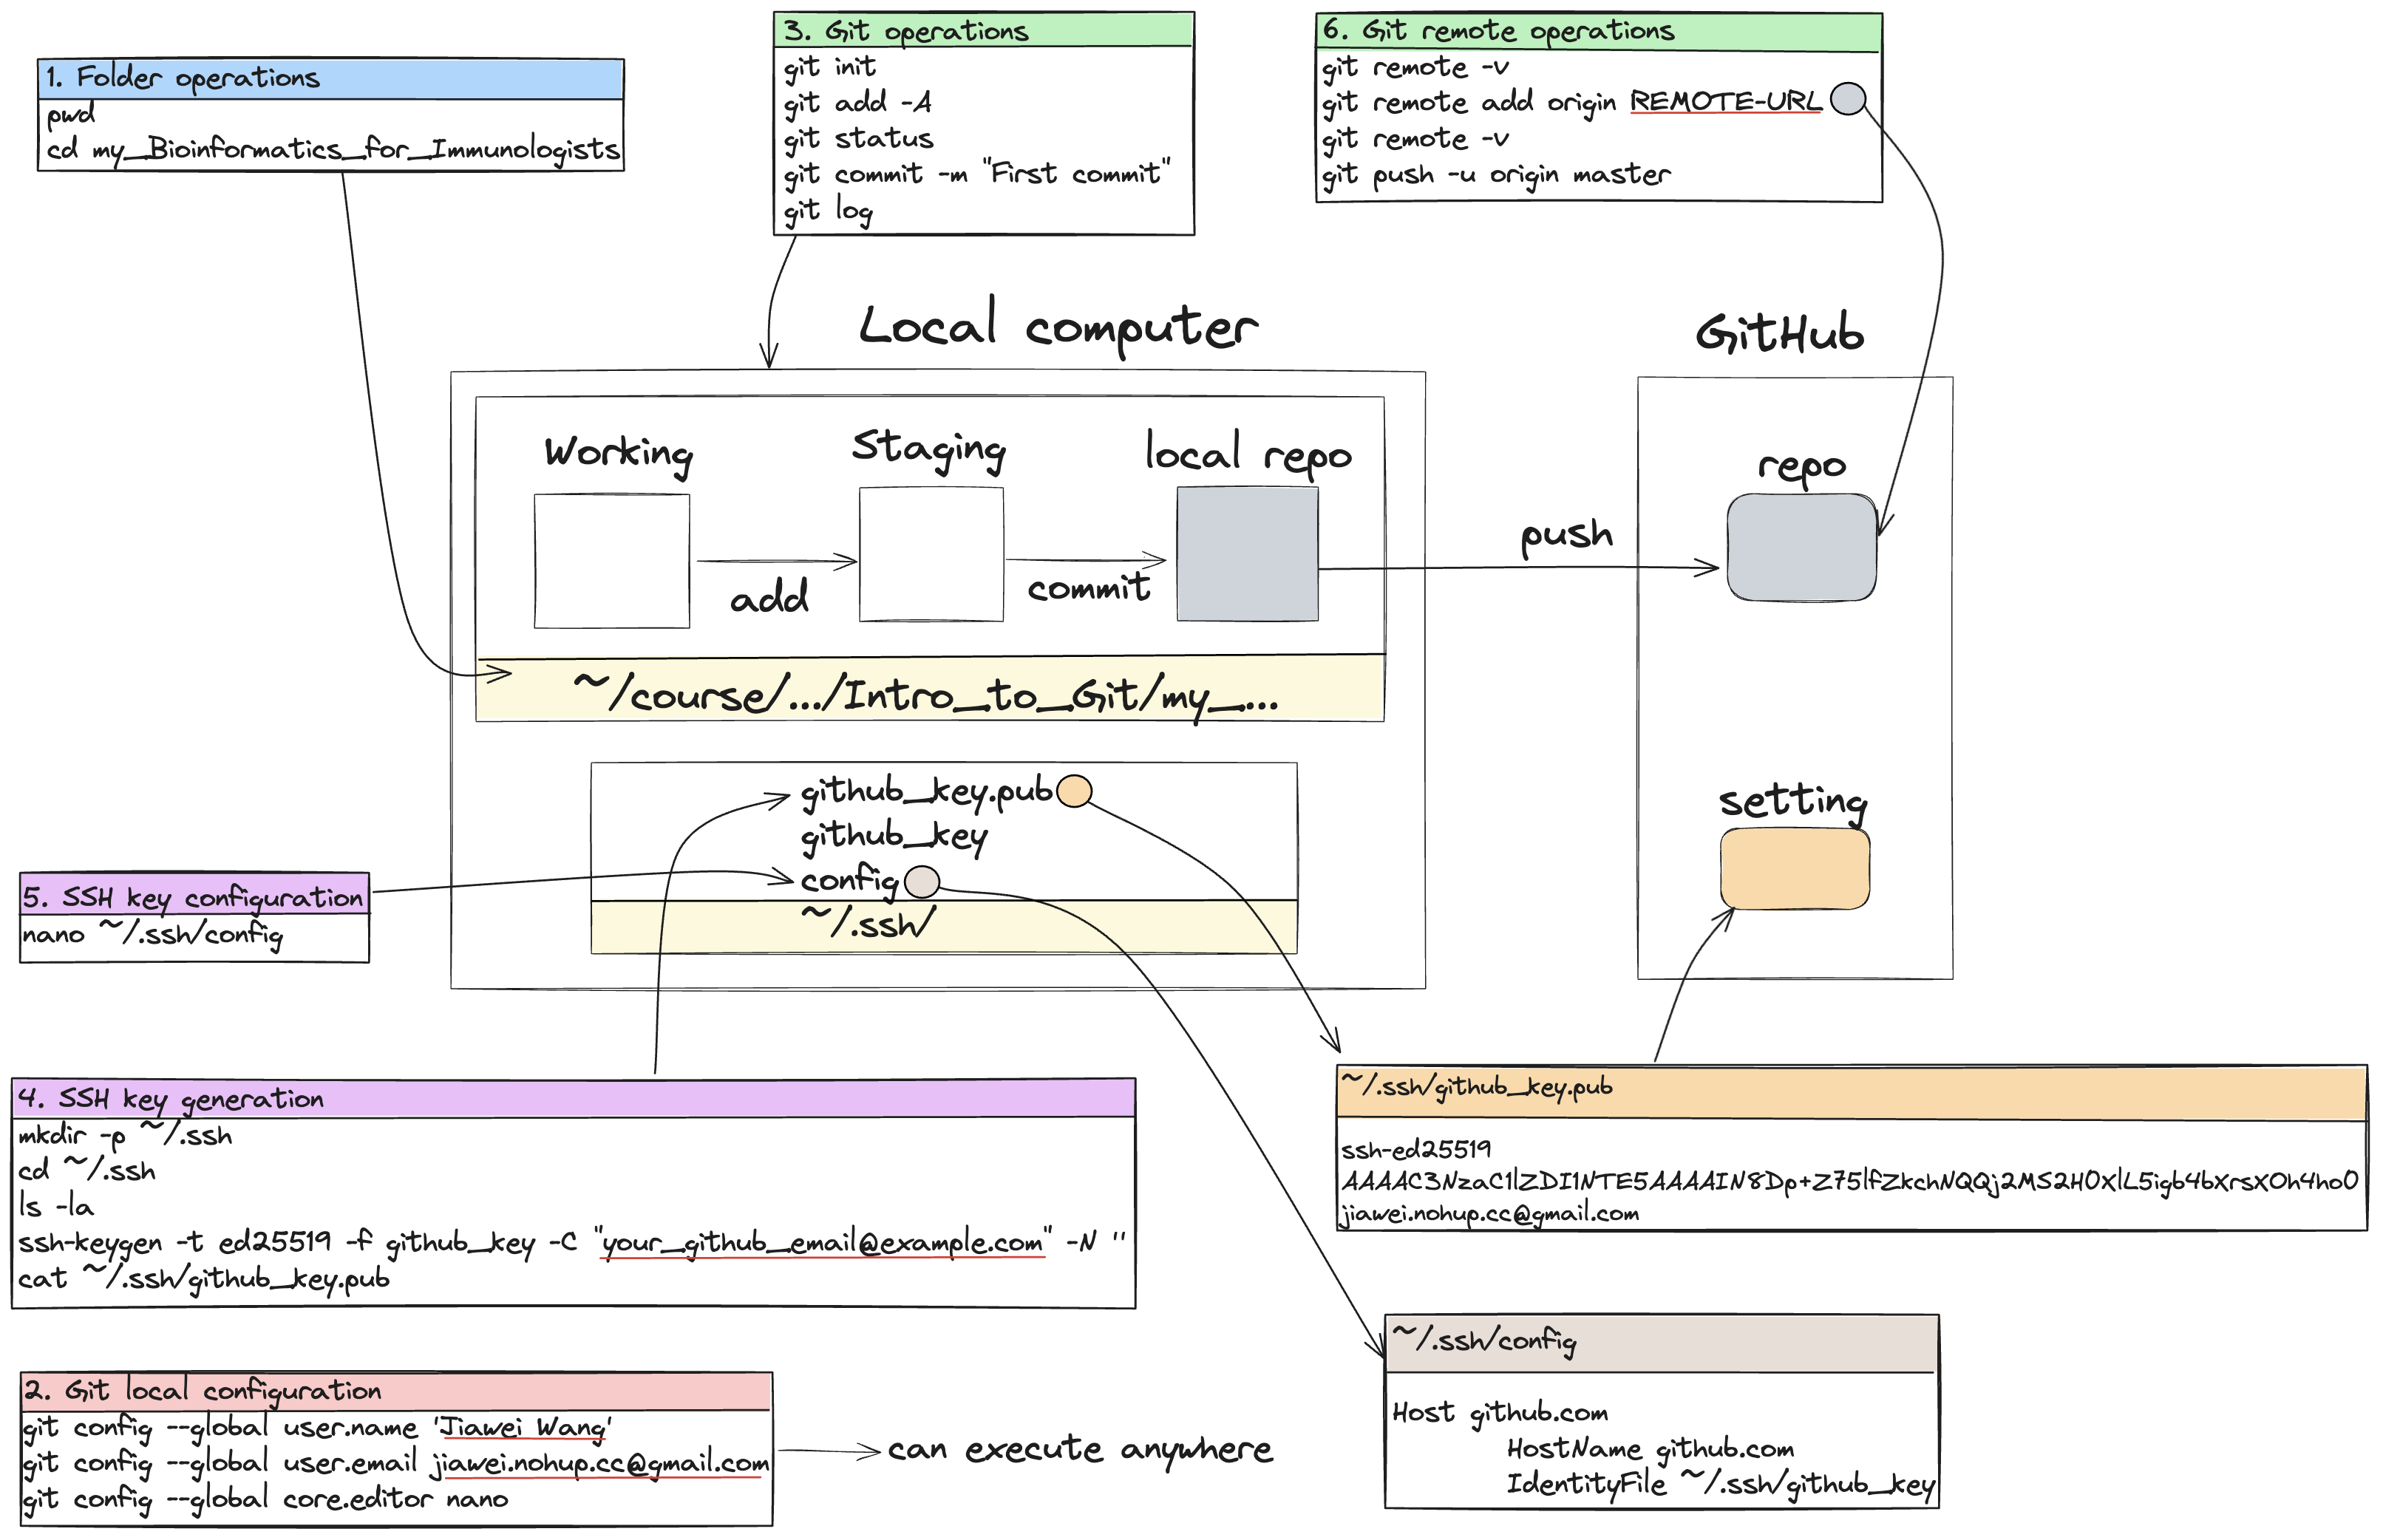 1. Folder operations
pwd
cd my_Bioinformatics_for_Immunologists
3. Git operations
git init
git add -A
git status
git commit -m "First commit"
git log
6. Git remote operations
git remote -v
git remote add origin REMOTE-URL
git remote -v
git push -u origin master
Local computer
GitHub
Working
Staging
local repo
add
commit
push
repo
~/course/.../Intro_to_Git/my_...
github_key.pub
github_key
config
~/.ssh/
setting
5. SSH key configuration
nano ~/.ssh/config
4. SSH key generation
mkdir -p ~/.ssh
cd ~/.ssh
ls -la
ssh-keygen -t ed25519 -f github_key -C "your_github_email@example.com" -N ''
cat ~/.ssh/github_key.pub
~/.ssh/github_key.pub
ssh-ed25519
AAAAC3NzaC1lZDI1NTE5AAAAIN8Dp+Z75lfZkchNQQj2MS2HOXlL5igb4bXrsXOh4hoO
jiawei.nohup.cc@gmail.com
~/.ssh/config
Host github.com
HostName github.com
IdentityFile ~/.ssh/github_key
2. Git local configuration
git config --global user.name 'Jiawei Wang'
git config --global user.email jiawei.nohup.cc@gmail.com
git config --global core.editor nano
can execute anywhere